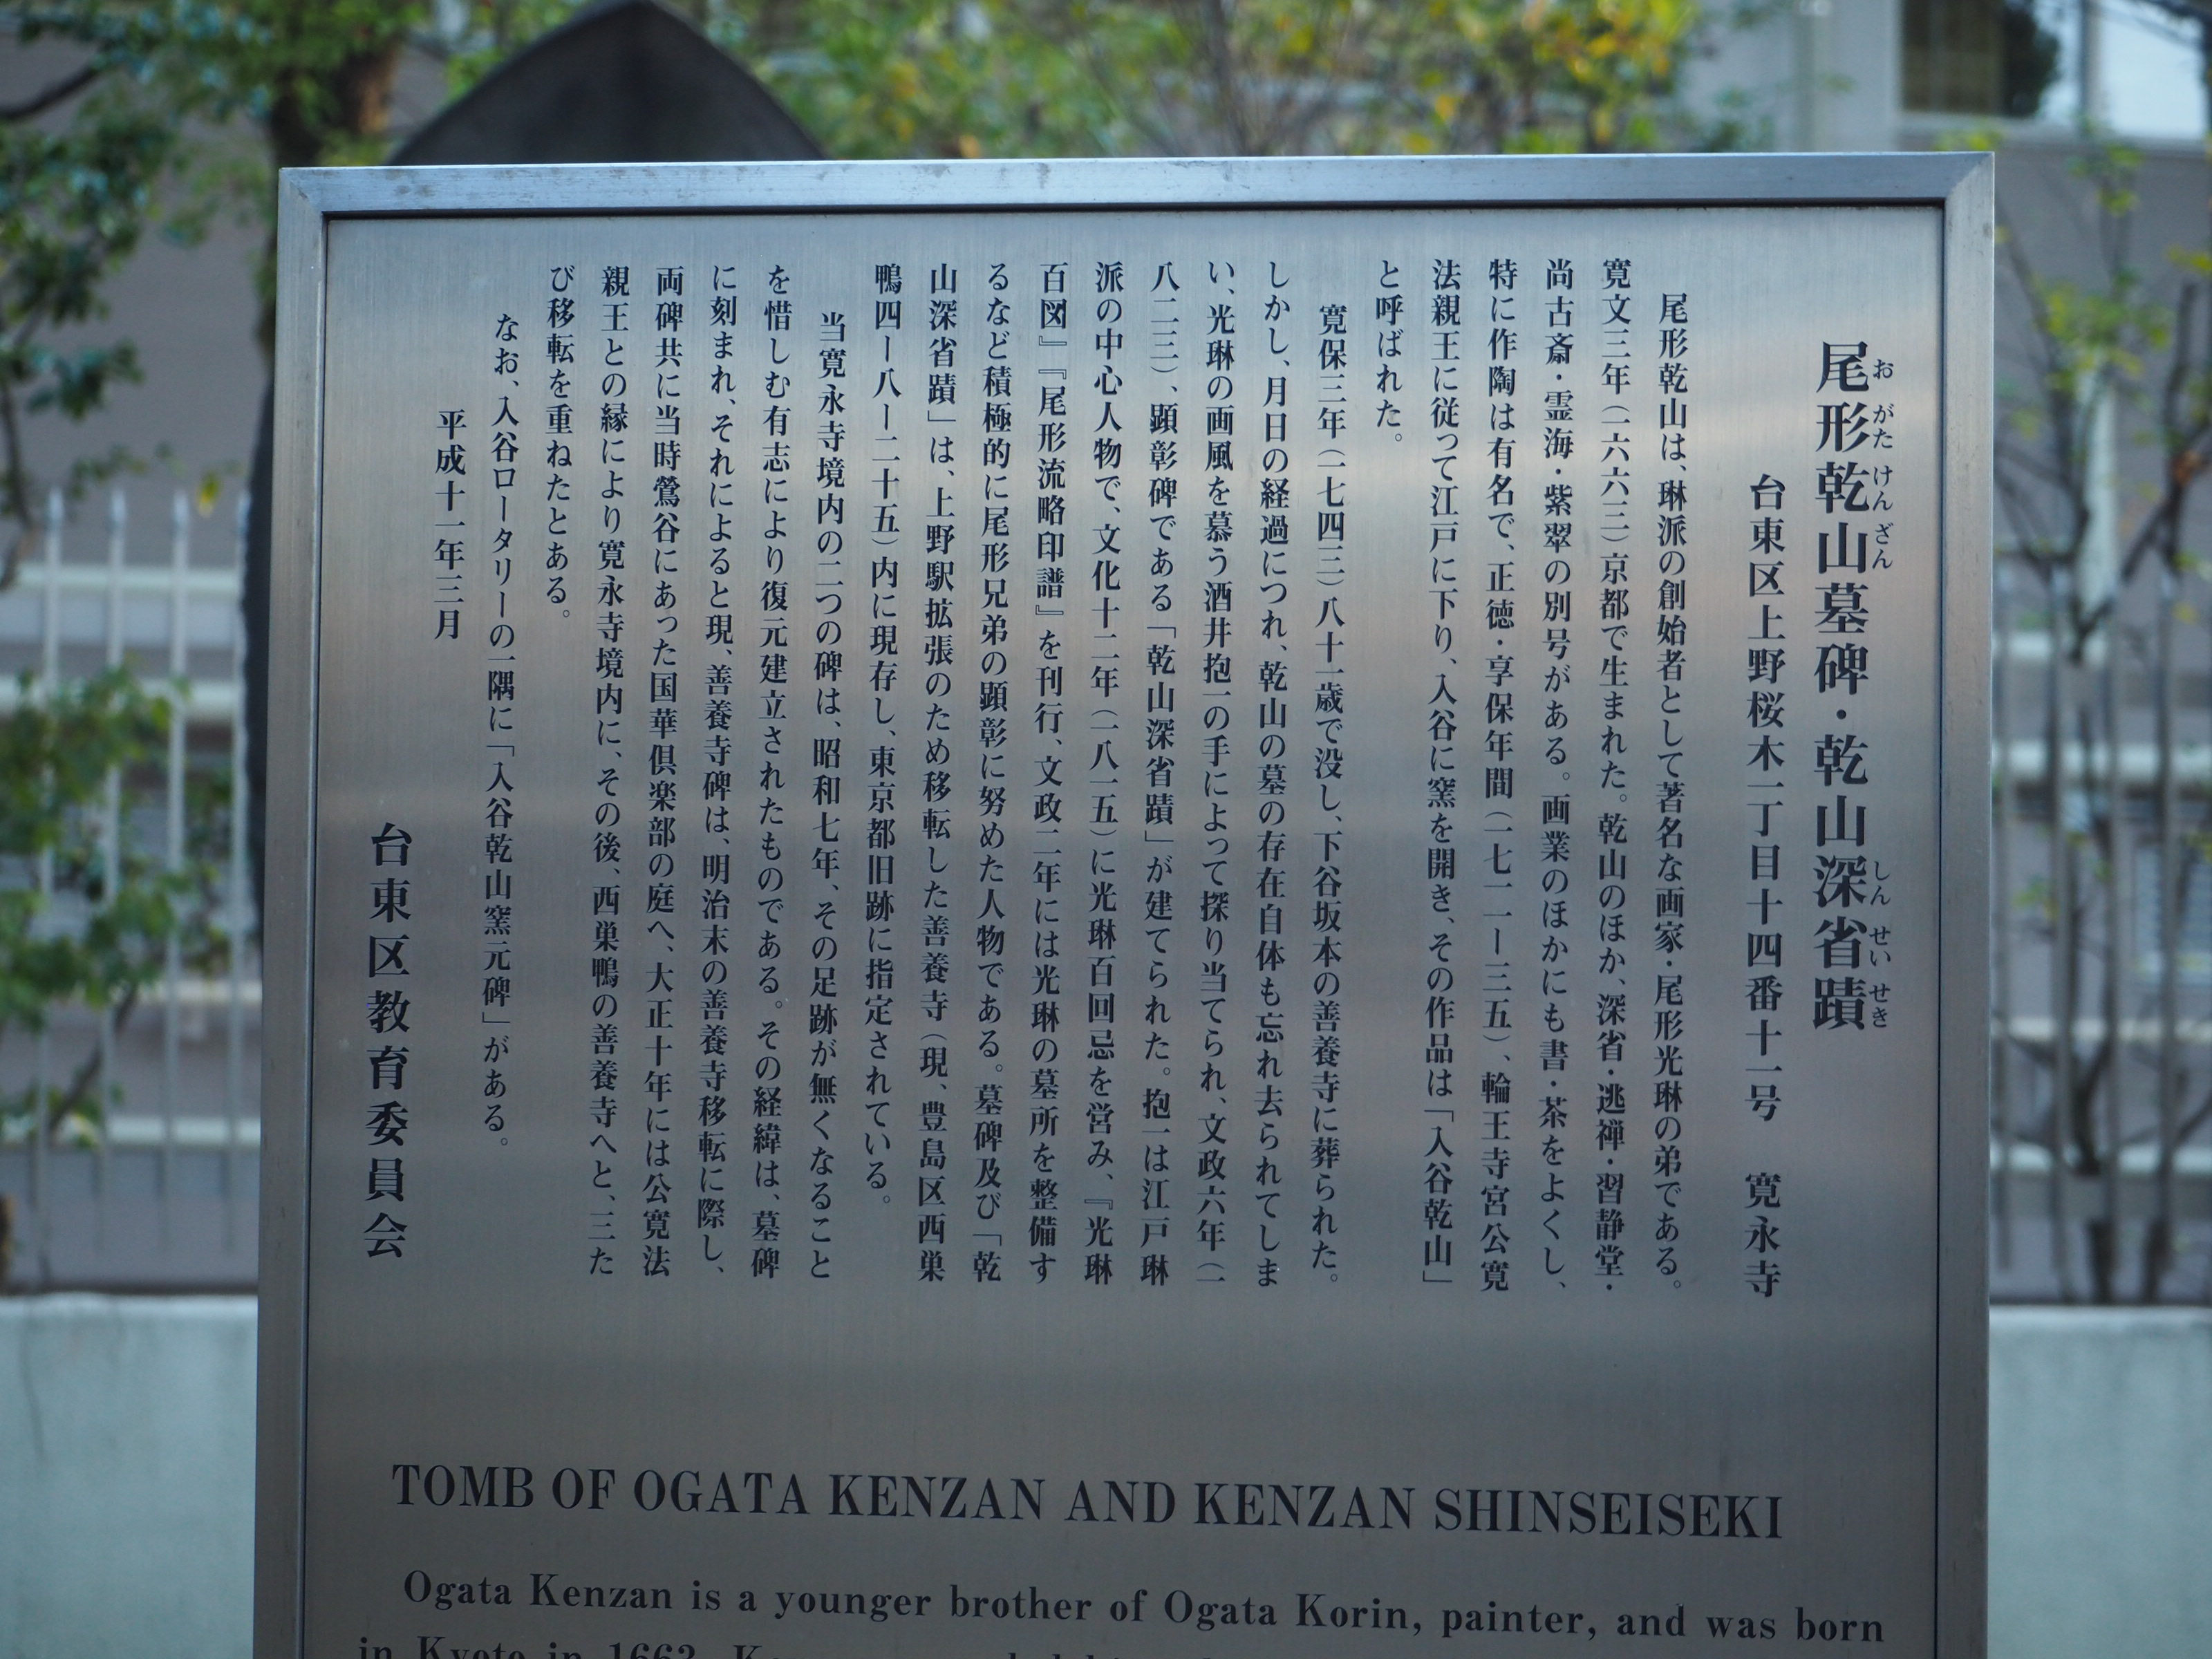 尾形乾山墓碑・乾山深省蹟
おがたけんざん
しんせいせき
台東区上野桜木一丁目十四番十一号　寛永寺
尾形乾山は、琳派の創始者として著名な画家・尾形光琳の弟である。
寛文三年（一六六三）京都で生まれた。乾山のほか、深省・逃禅・習静堂・
尚古斎・霊海・紫翠の別号がある。画業のほかにも書・茶をよくし、
特に作陶は有名で、正徳・享保年間（一七一一ー三五）、輪王寺宮公寛
法親王に従って江戸に下り、入谷に窯を開き、その作品は「入谷乾山」
と呼ばれた。
寛保三年（一七四三）八十一歳で没し、下谷坂本の善養寺に葬られた。
しかし、月日の経過につれ、乾山の墓の存在自体も忘れ去られてしま
い、光琳の画風を慕う酒井抱一の手によって探り当てられ、文政六年（一
八二三）、顕彰碑である「乾山深省蹟」が建てられた。抱一は江戸琳
派の中心人物で、文化十二年（一八一五）に光琳百回忌を営み、『光琳
百図』『尾形流略印譜』を刊行、文政二年には光琳の墓所を整備す
るなど積極的に尾形兄弟の顕彰に努めた人物である。墓碑及び「乾
山深省蹟」は、上野駅拡張のため移転した善養寺（現、豊島区西巣
鴨四ー八ー二十五）内に現存し、東京都旧跡に指定されている。
当寛永寺境内の二つの碑は、昭和七年、その足跡が無くなること
を惜しむ有志により復元建立されたものである。その経緯は、墓碑
に刻まれ、それによると現、善養寺碑は、明治末の善養寺移転に際し、
両碑共に当時鶯谷にあった国華倶楽部の庭へ、大正十年には公寛法
親王との縁により寛永寺境内に、その後、西巣鴨の善養寺へと、三た
び移転を重ねたとある。
なお、入谷ロータリーの一隅に「入谷乾山窯元碑」がある。
平成十一年三月
台東区教育委員会
TOMB OF OGATA KENZAN AND KENZAN SHINSEISEKI
Ogata Kenzan is a younger brother of Ogata Korin, painter, and was born
in Kyoto in 1663.